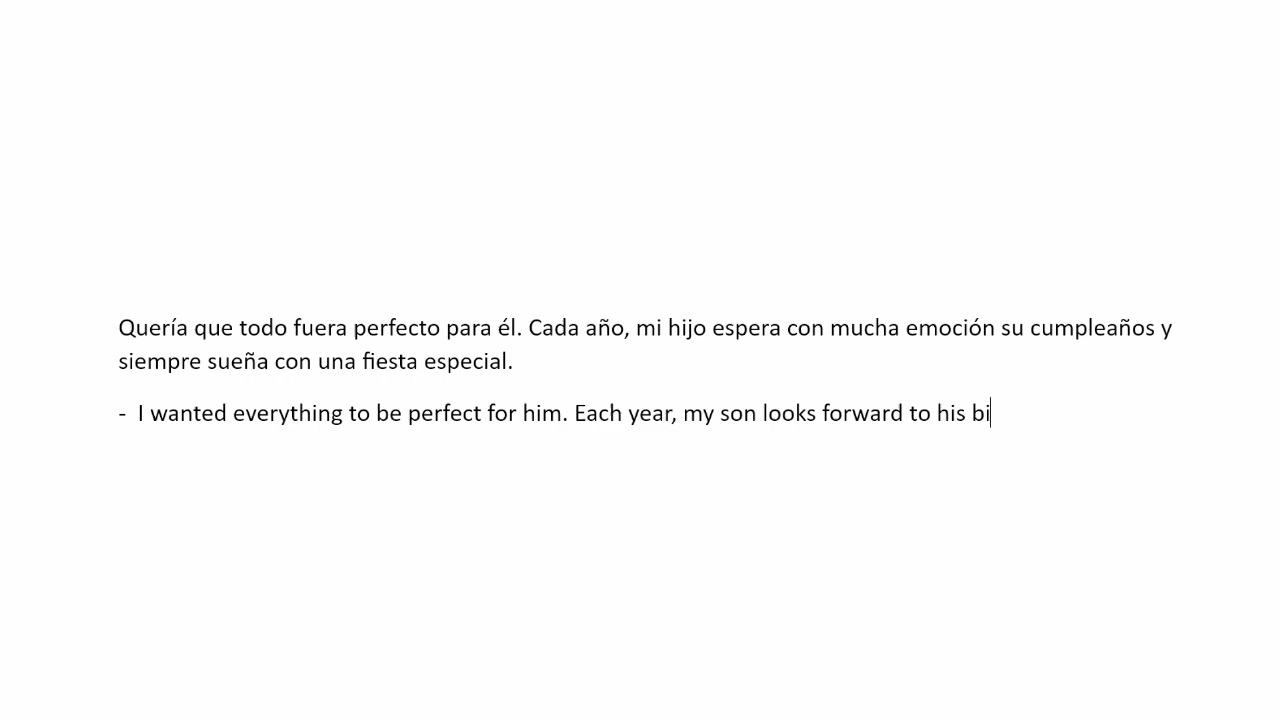 Quería que todo fuera perfecto para él. Cada año, mi hijo espera con mucha emoción su cumpleaños y
siempre sueña con una fiesta especial.
- I wanted everything to be perfect for him. Each year, my son looks forward to his bi